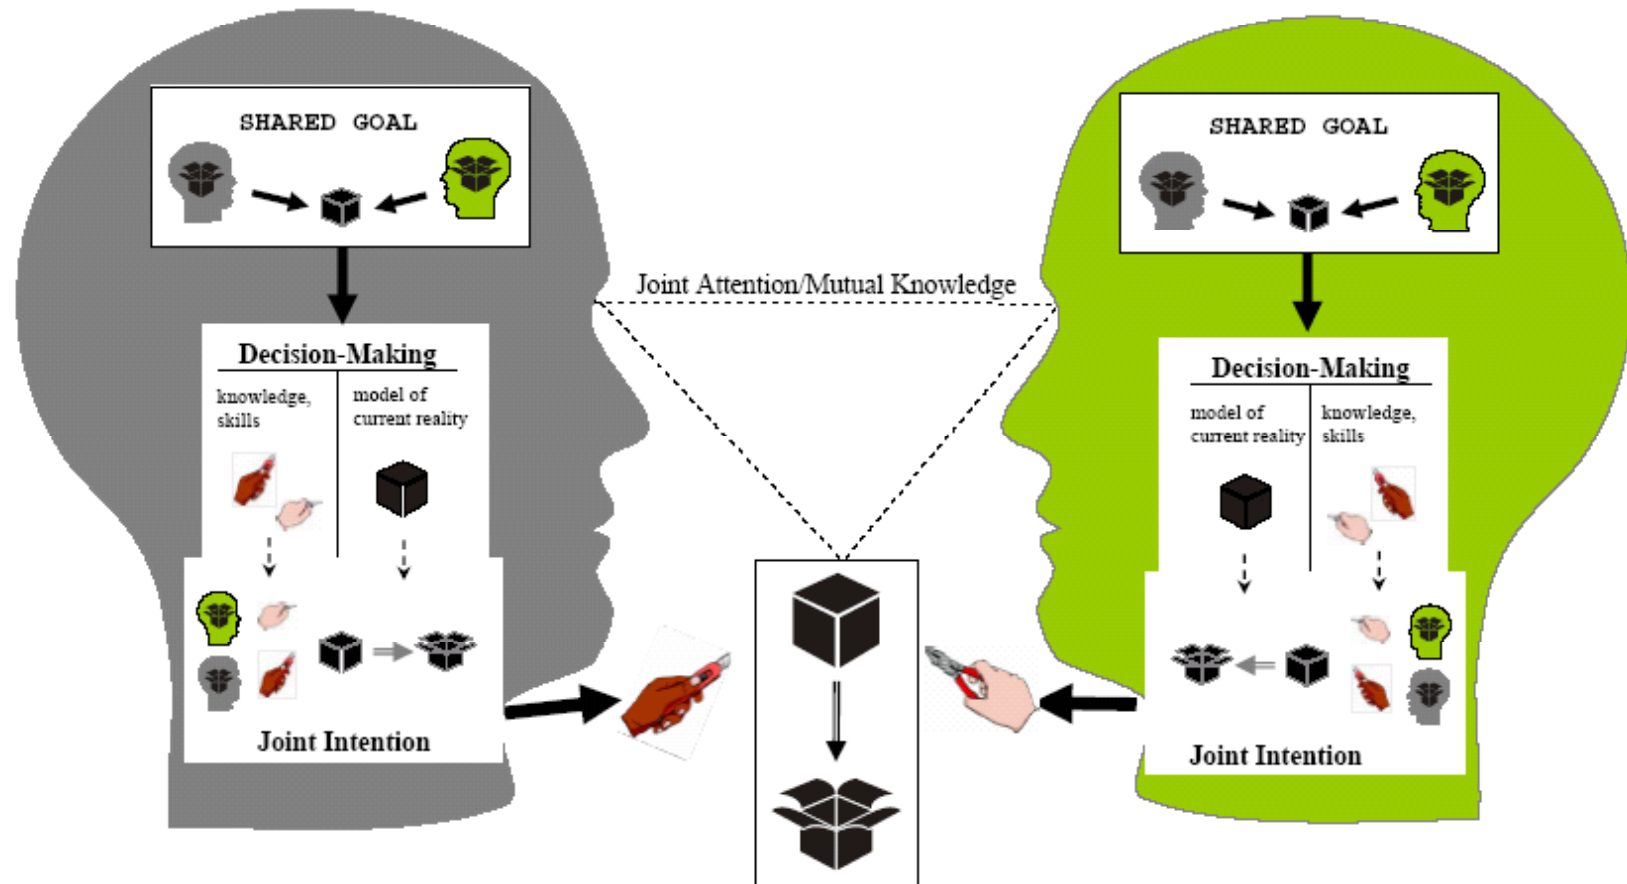 SHARED GOAL
Decision-Making
knowledge,
skills
model of
current reality
Joint Intention
Joint Attention/Mutual Knowledge
SHARED GOAL
Decision-Making
model of
current reality
knowledge,
skills
Joint Intention